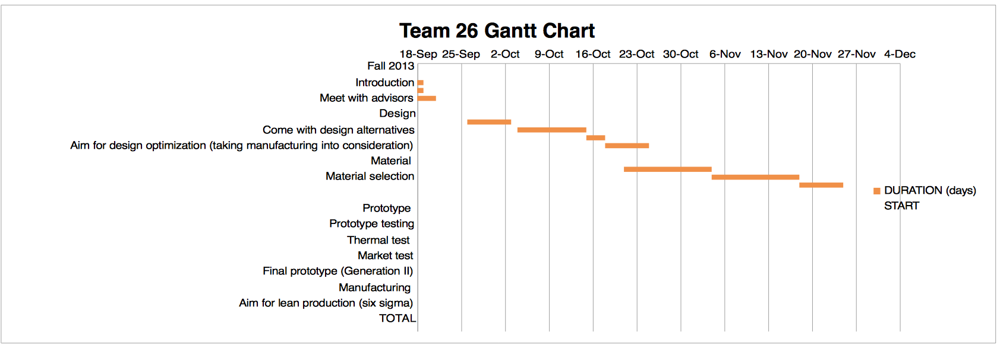 Team 26 Gantt Chart
18-Sep 25-Sep 2-Oct 9-Oct 16-Oct 23-Oct 30-Oct 6-Nov 13-Nov 20-Nov 27-Nov 4-Dec
Fall 2013
Introduction
Meet with advisors
Design
Come with design alternatives
Aim for design optimization (taking manufacturing into consideration)
Material
Material selection
DURATION (days)
START
Prototype
Prototype testing
Thermal test
Market test
Final prototype (Generation II)
Manufacturing
Aim for lean production (six sigma)
TOTAL